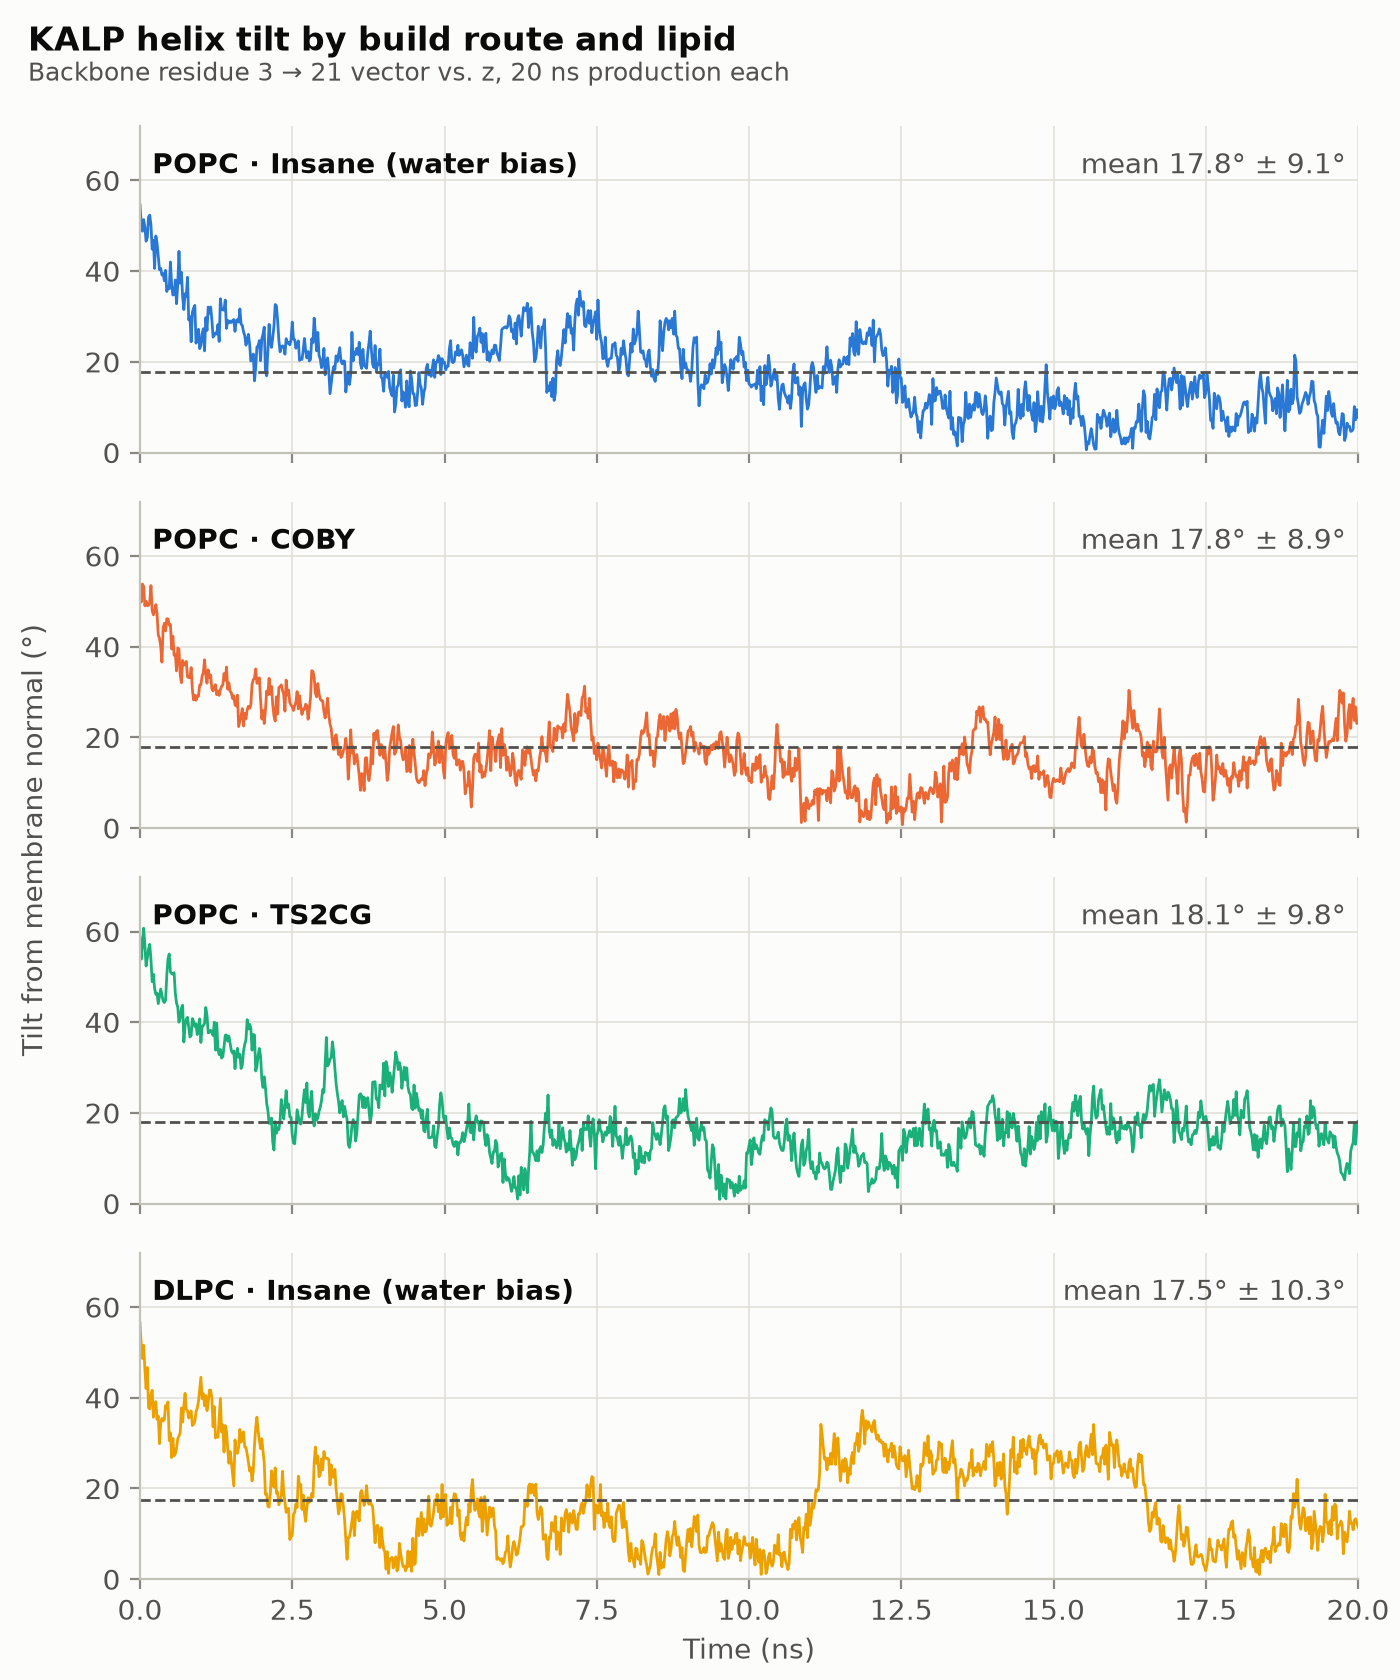 KALP helix tilt by build route and lipid
Backbone residue 3 → 21 vector vs. z, 20 ns production each
Tilt from membrane normal (°)
POPC · Insane (water bias)
mean 17.8° ± 9.1°
60
40
20
0
POPC · COBY
mean 17.8° ± 8.9°
60
40
20
0
POPC · TS2CG
mean 18.1° ± 9.8°
60
40
20
0
DLPC · Insane (water bias)
mean 17.5° ± 10.3°
60
40
20
0
0.0 2.5 5.0 7.5 10.0 12.5 15.0 17.5 20.0
Time (ns)